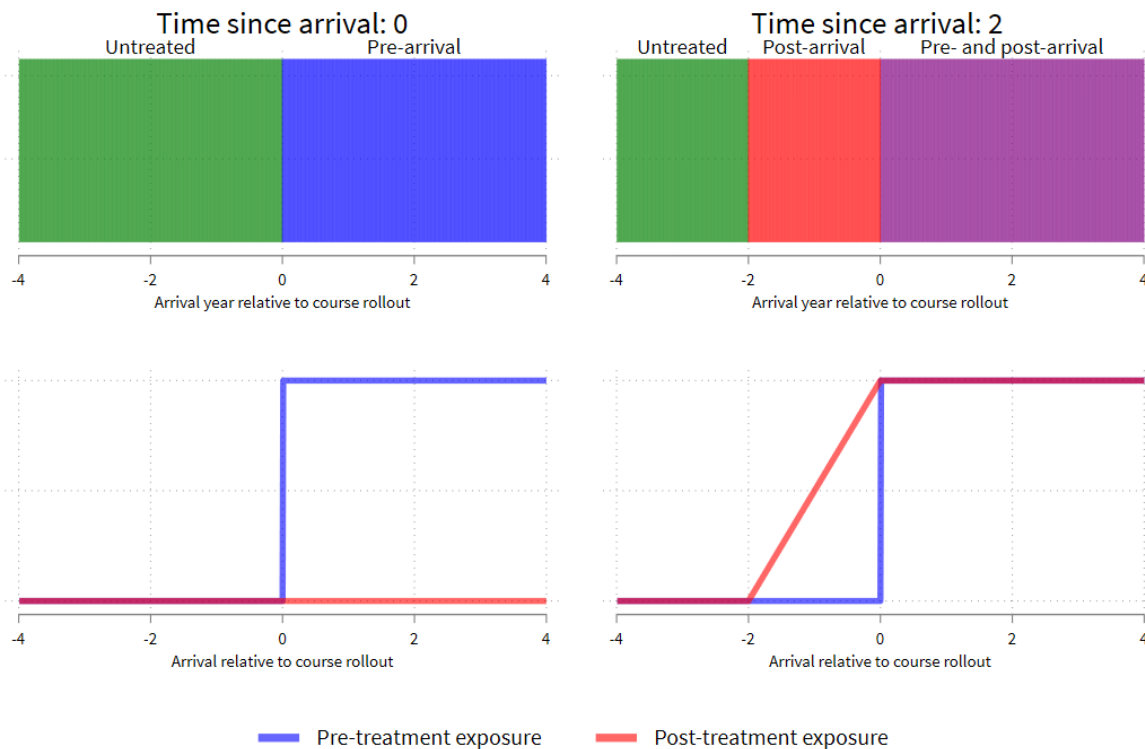 Time since arrival: 0
Untreated Pre-arrival
-4 -2 0 2 4
Arrival year relative to course rollout
Time since arrival: 2
Untreated Post-arrival Pre- and post-arrival
-4 -2 0 2 4
Arrival year relative to course rollout
-4 -2 0 2 4
Arrival relative to course rollout
-4 -2 0 2 4
Arrival relative to course rollout
Pre-treatment exposure Post-treatment exposure